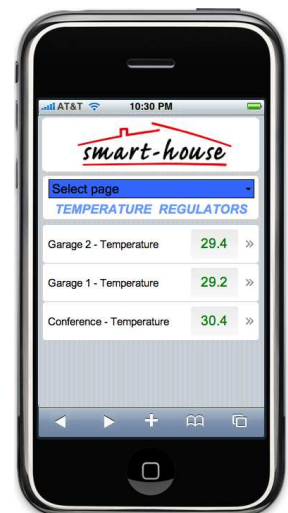 AT&T 10:30 PM
smart-house
Select page
TEMPERATURE REGULATORS
Garage 2 - Temperature 29.4 »
Garage 1 - Temperature 29.2 »
Conference - Temperature 30.4 »